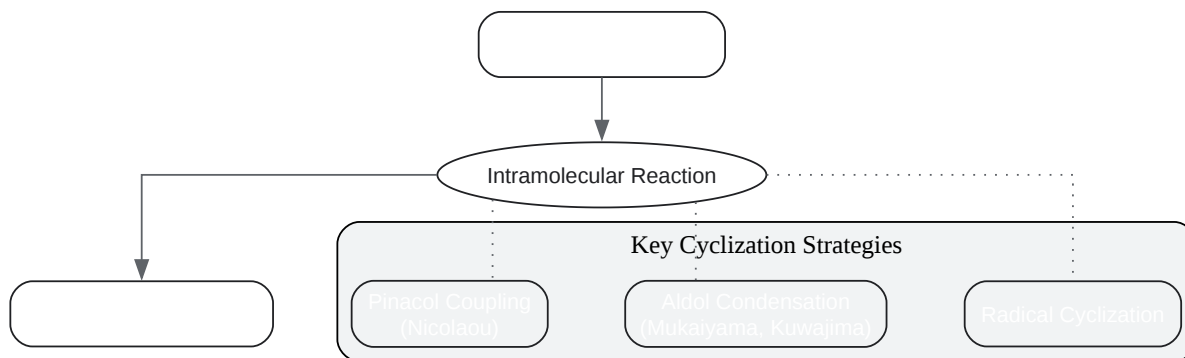 Intramolecular Reaction
Key Cyclization Strategies
Pinacol Coupling
(Nicolaou)
Aldol Condensation
(Mukaiyama, Kuwajima)
Radical Cyclization